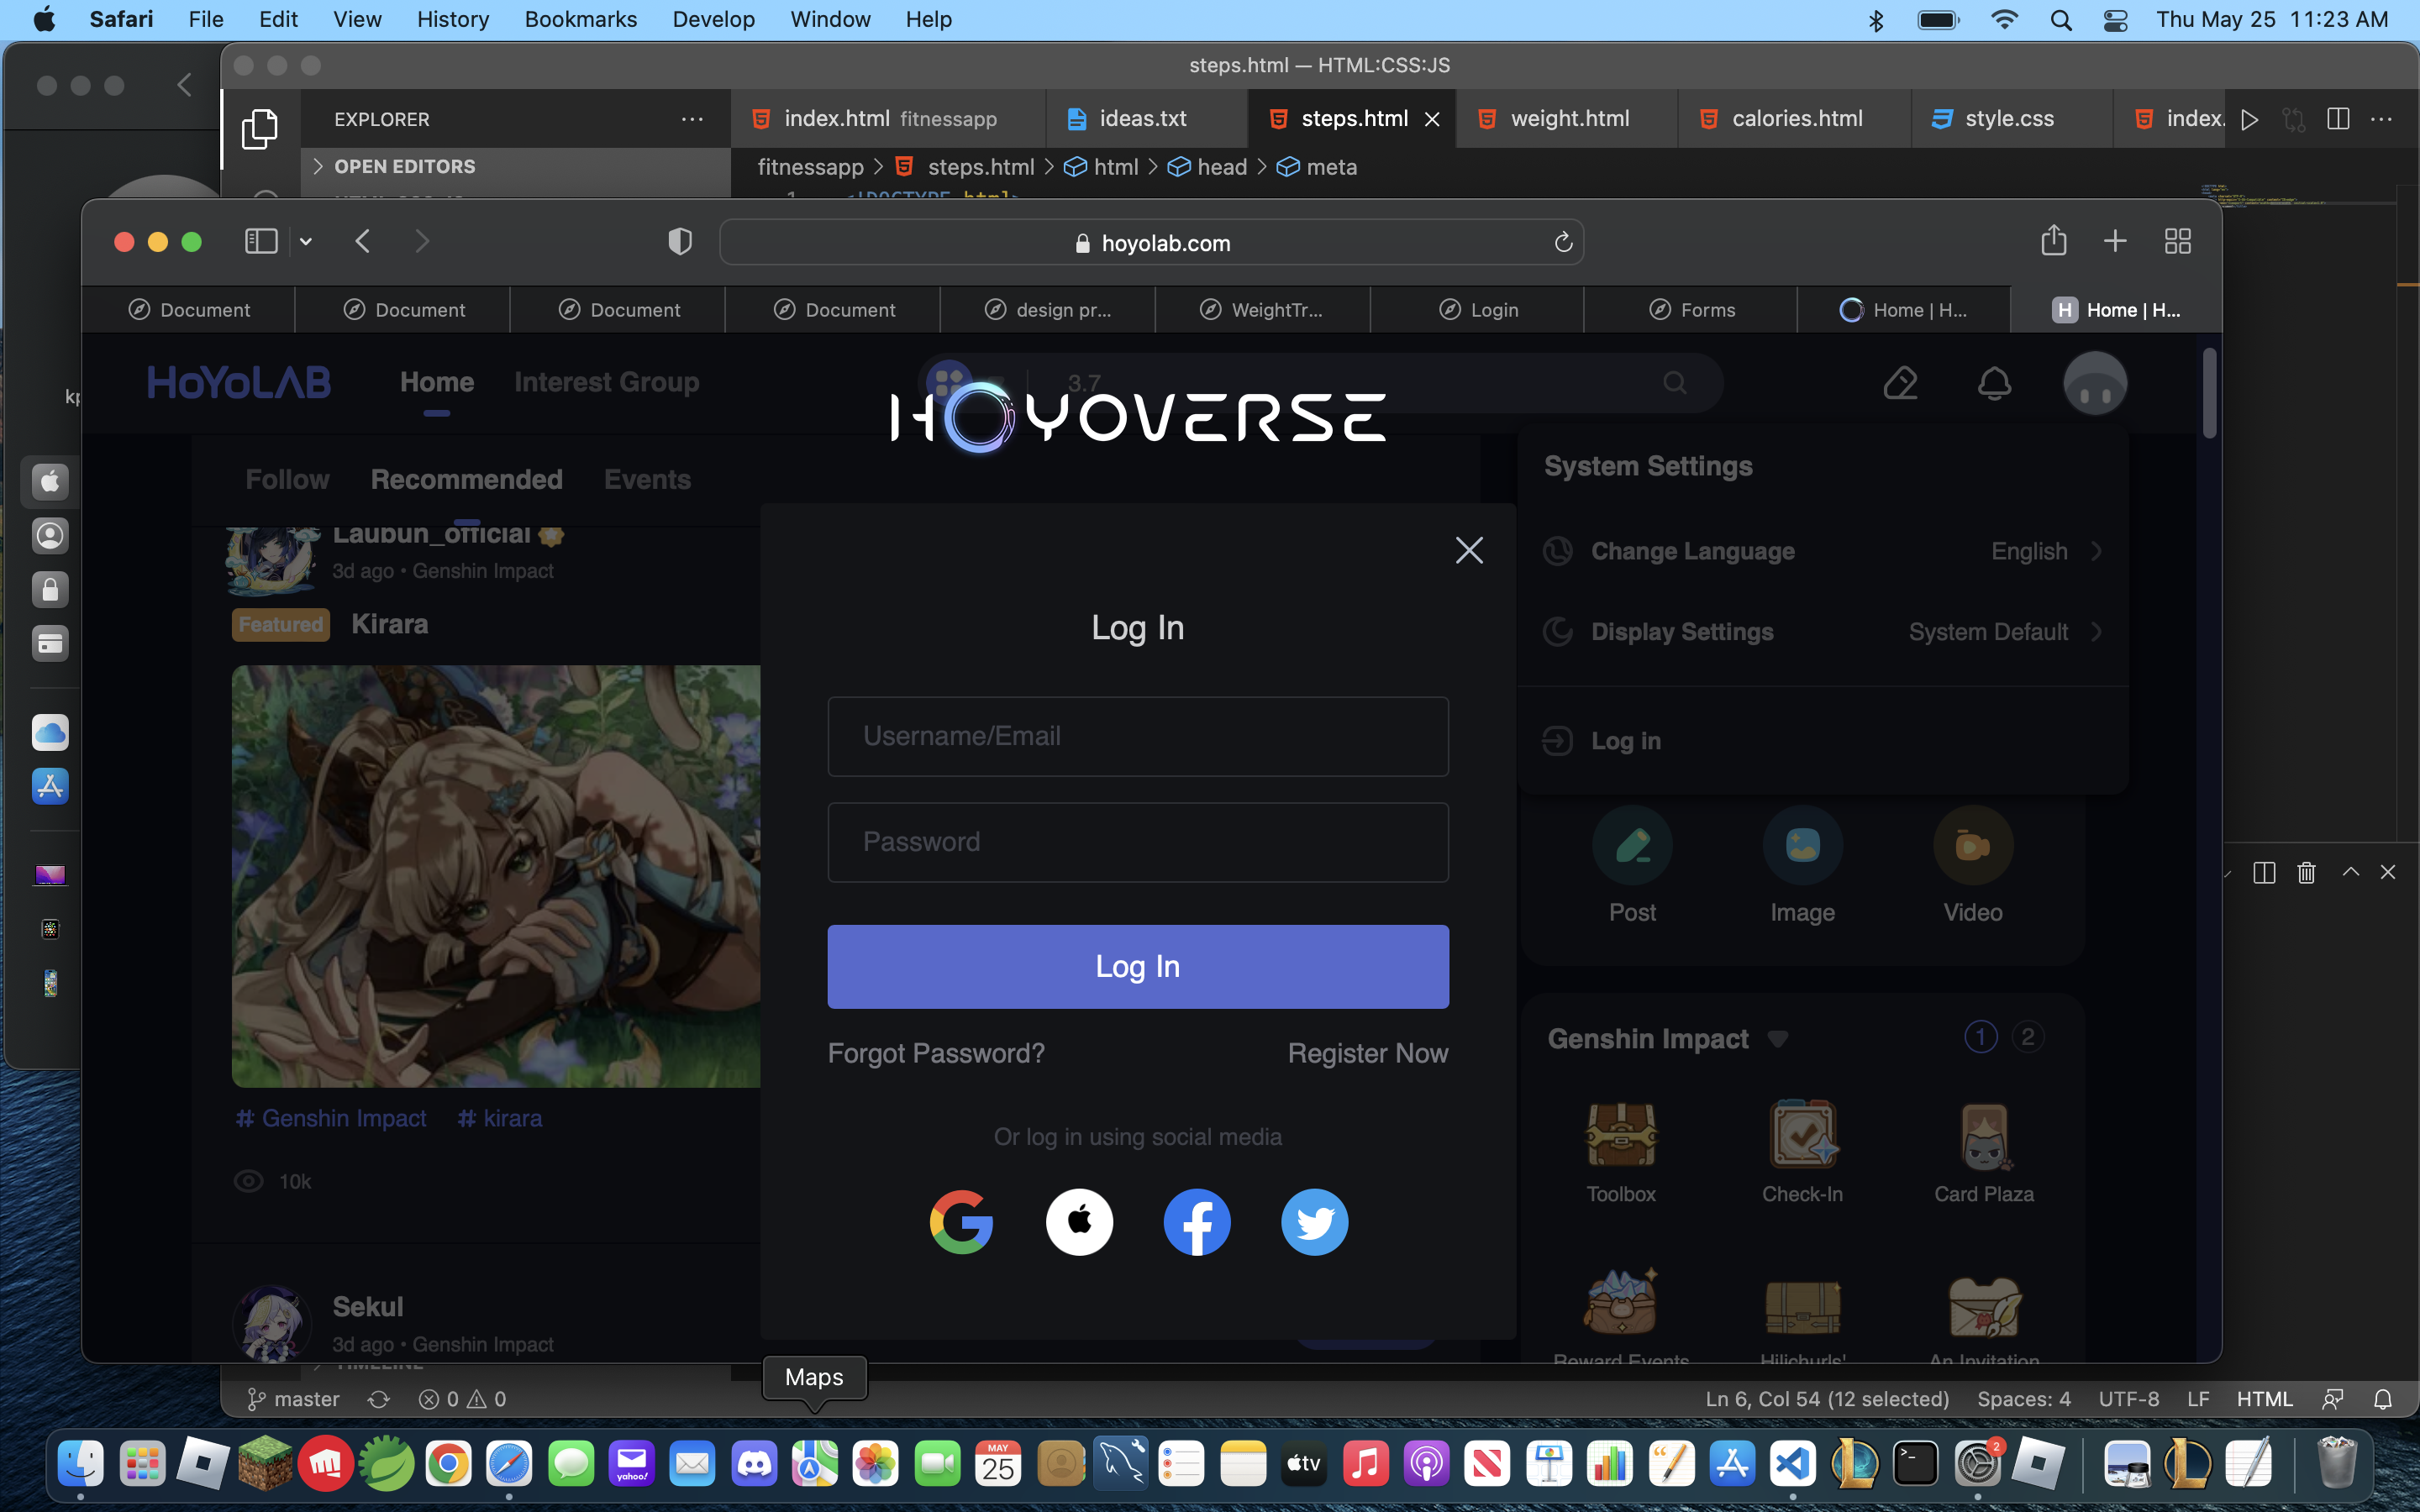 Safari File Edit View History Bookmarks Develop Window Help Thu May 25 11:23 AM
steps.html — HTML:CSS:JS
EXPLORER
index.html fitnessapp ideas.txt steps.html weight.html calories.html style.css index.
OPEN EDITORS
fitnessapp > steps.html > html > head > meta
hoyolab.com
Document Document Document Document design pr... WeightTr... Login Forms Home | H... H Home | H...
HoYoLAB Home Interest Group 3.7
HOYOVERSE
Follow Recommended Events
System Settings
Laubun_official
3d ago • Genshin Impact
Change Language English
Featured Kirara
Log In
Display Settings System Default
Username/Email
Log in
Password
Post Image Video
Log In
Forgot Password? Register Now
Genshin Impact 1 2
# Genshin Impact # kirara
Or log in using social media
10k
Toolbox Check-In Card Plaza
Sekul
3d ago • Genshin Impact
Reward Events Hilichurls' An Invitation
TIMELINE
Maps
master 0 0 Ln 6, Col 54 (12 selected) Spaces: 4 UTF-8 LF HTML
yahoo!
MAY
25
tv
2